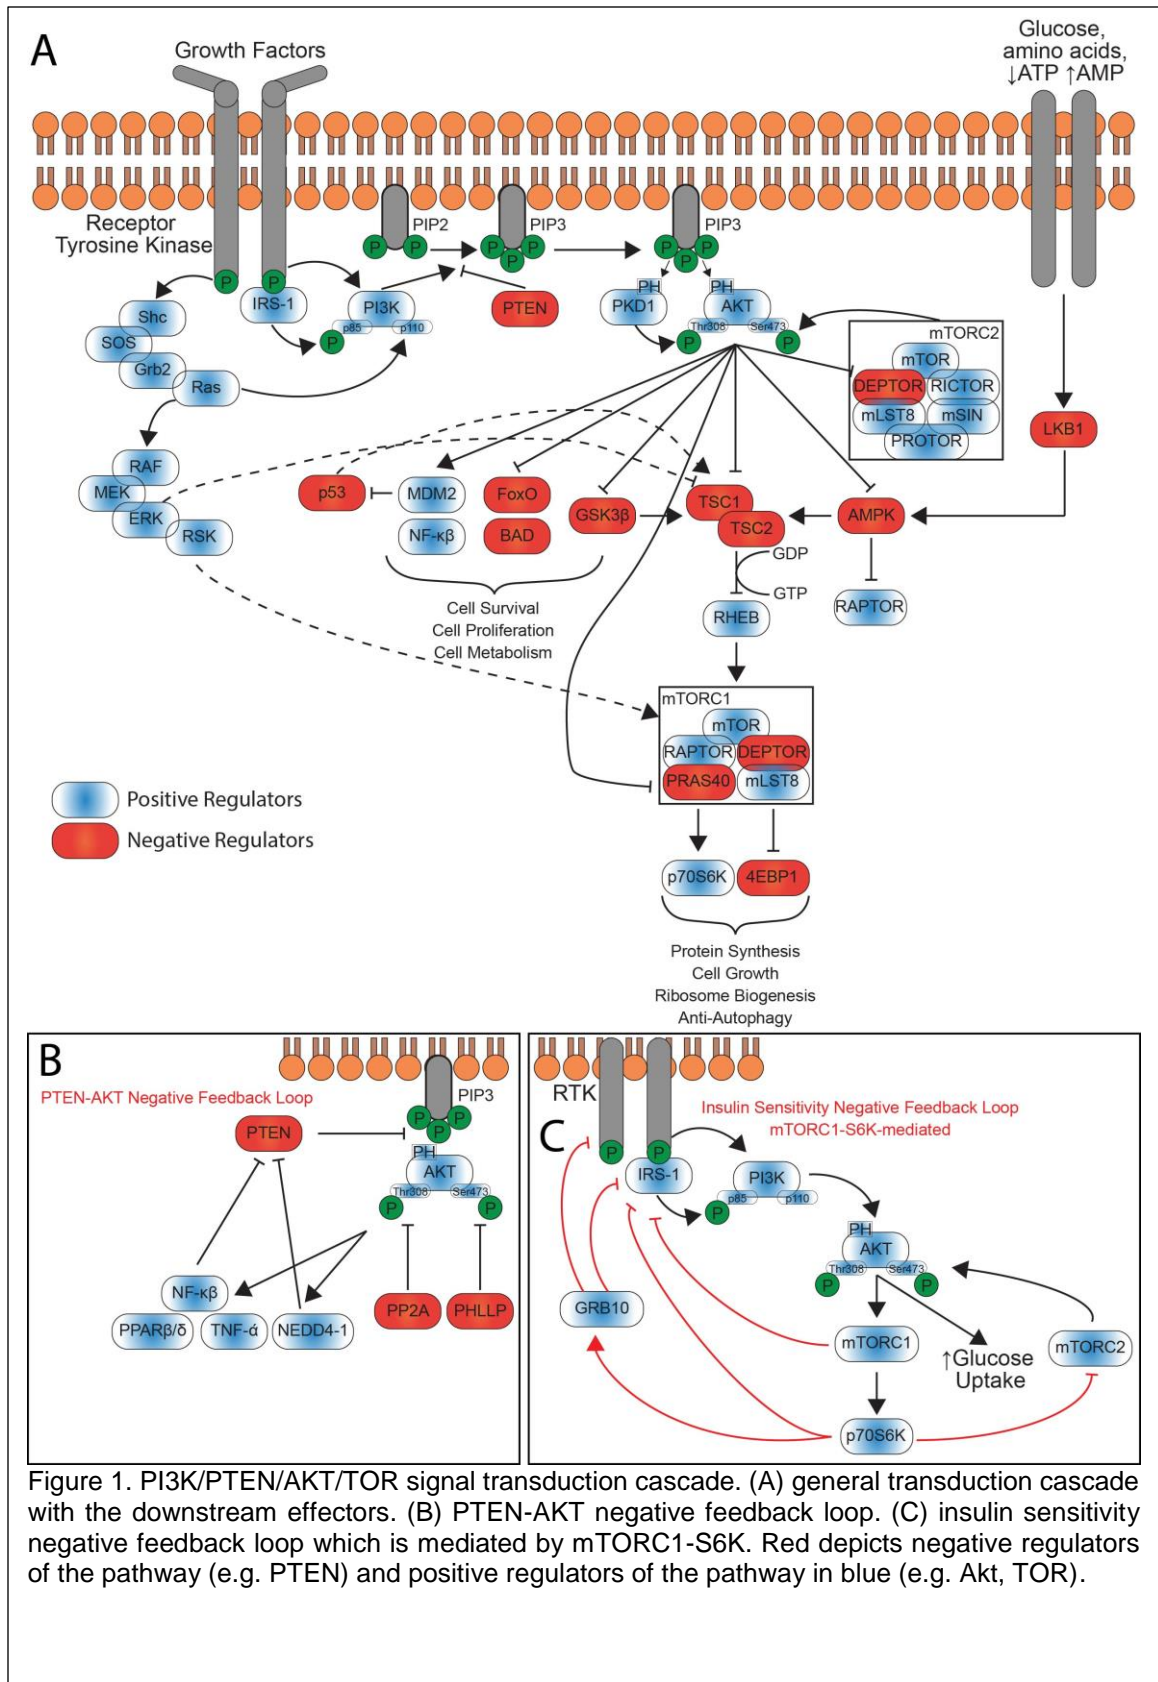 A
Growth Factors
Glucose,
amino acids,
↓ATP ↑AMP
Receptor
Tyrosine Kinase
PIP2
PIP3
PIP3
P
P
P
P
P
P
P
P
P
P
Shc
SOS
Grb2
Ras
IRS-1
PI3K
p85
p110
P
PTEN
PH
PKD1
PH
AKT
Thr308
Ser473
P
P
mTORC2
mTOR
DEPTOR
RICTOR
mLST8
mSIN
PROTOR
LKB1
RAF
MEK
ERK
RSK
p53
MDM2
NF-κβ
FoxO
BAD
GSK3β
TSC1
TSC2
AMPK
GDP
GTP
RHEB
RAPTOR
Cell Survival
Cell Proliferation
Cell Metabolism
mTORC1
mTOR
RAPTOR
DEPTOR
PRAS40
mLST8
Positive Regulators
Negative Regulators
p70S6K
4EBP1
Protein Synthesis
Cell Growth
Ribosome Biogenesis
Anti-Autophagy
B
PTEN-AKT Negative Feedback Loop
PIP3
PTEN
P
P
P
PH
AKT
Thr308
Ser473
P
P
NF-κβ
PPARβ/δ
TNF-ά
NEDD4-1
PP2A
PHLLP
C
RTK
Insulin Sensitivity Negative Feedback Loop
mTORC1-S6K-mediated
P
P
IRS-1
PI3K
p85
p110
P
PH
AKT
Thr308
Ser473
P
P
GRB10
mTORC1
↑Glucose
Uptake
mTORC2
p70S6K
Figure 1. PI3K/PTEN/AKT/TOR signal transduction cascade. (A) general transduction cascade
with the downstream effectors. (B) PTEN-AKT negative feedback loop. (C) insulin sensitivity
negative feedback loop which is mediated by mTORC1-S6K. Red depicts negative regulators
of the pathway (e.g. PTEN) and positive regulators of the pathway in blue (e.g. Akt, TOR).